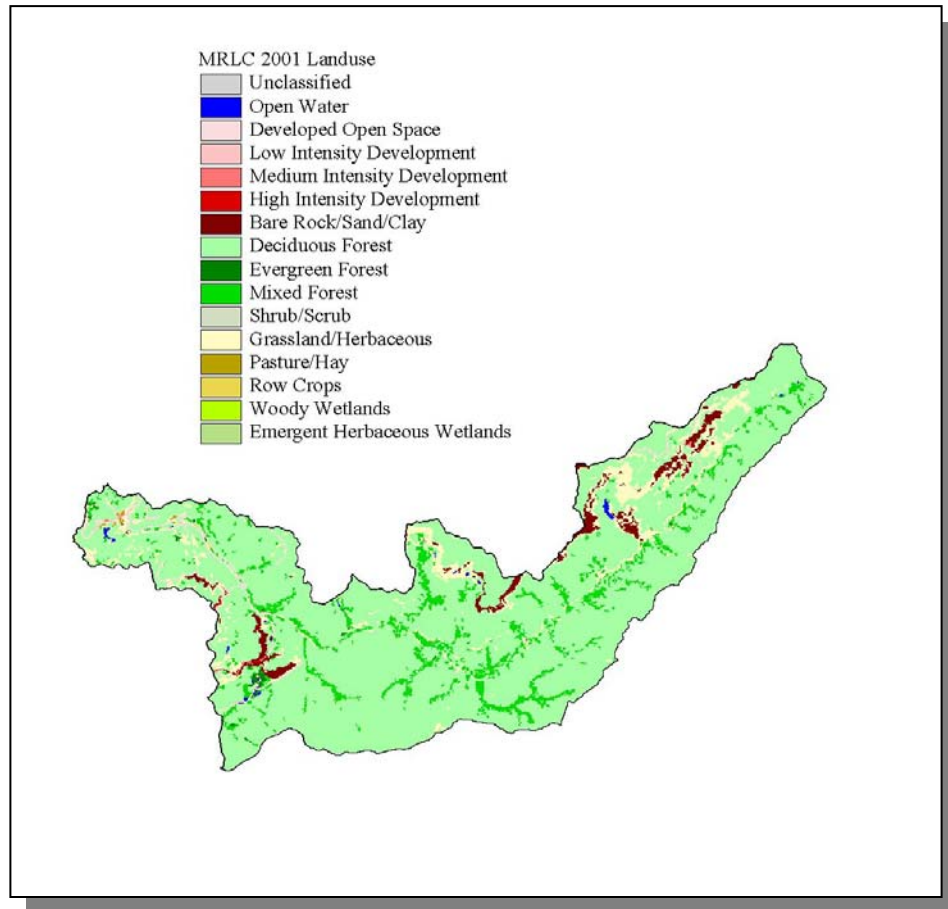 MRLC 2001 Landuse
Unclassified
Open Water
Developed Open Space
Low Intensity Development
Medium Intensity Development
High Intensity Development
Bare Rock/Sand/Clay
Deciduous Forest
Evergreen Forest
Mixed Forest
Shrub/Scrub
Grassland/Herbaceous
Pasture/Hay
Row Crops
Woody Wetlands
Emergent Herbaceous Wetlands